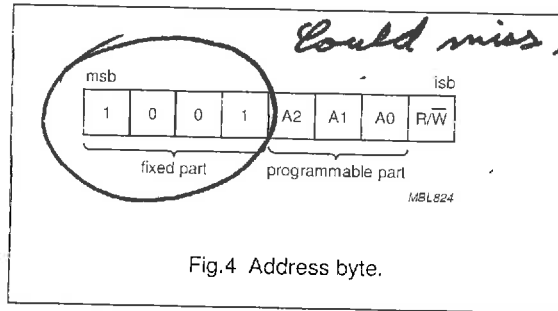 Could miss.
msb isb
1 0 0 1 A2 A1 A0 R/W̅
fixed part programmable part
MBL824
Fig.4 Address byte.